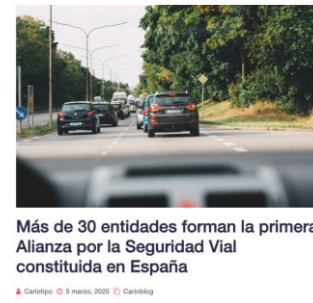 Más de 30 entidades forman la primera
Alianza por la Seguridad Vial
constituida en España
Cariotipo 5 marzo, 2020 Carioblog